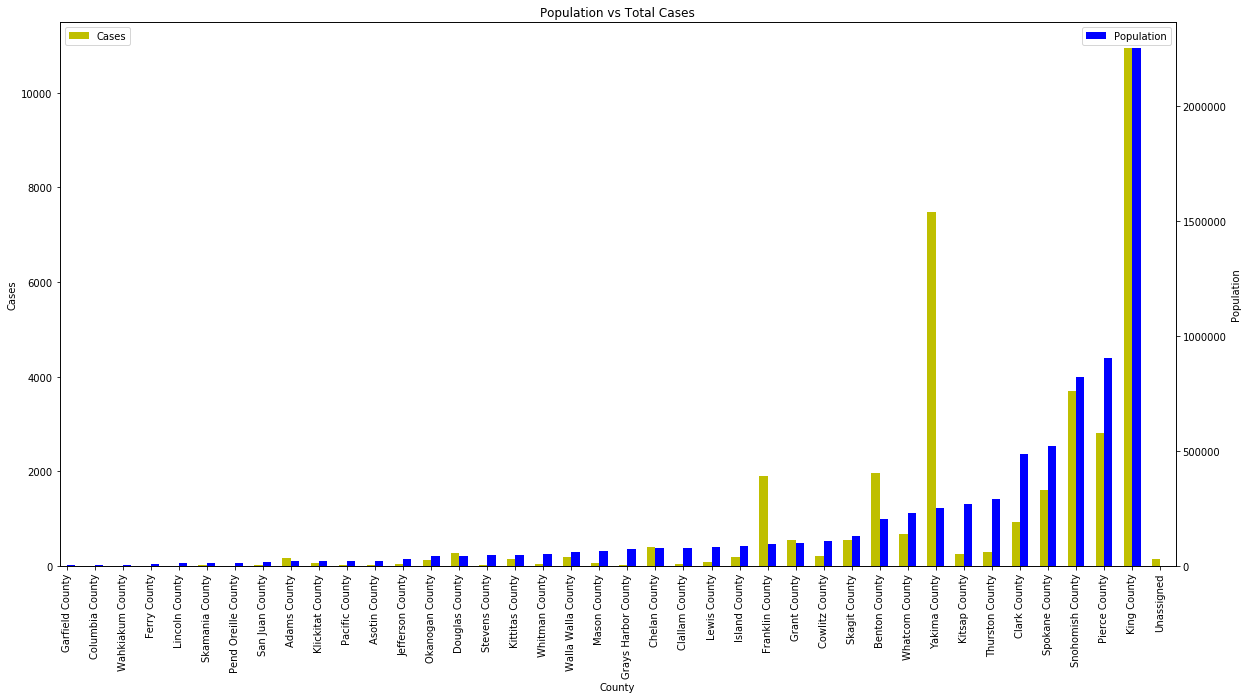 Population vs Total Cases
Cases
Population
10000
8000
6000
4000
2000
0
Cases
2000000
1500000
1000000
500000
0
Population
Garfield County
Columbia County
Wahkiakum County
Ferry County
Lincoln County
Skamania County
Pend Oreille County
San Juan County
Adams County
Klickitat County
Pacific County
Asotin County
Jefferson County
Okanogan County
Douglas County
Stevens County
Kittitas County
Whitman County
Walla Walla County
Mason County
Grays Harbor County
Chelan County
Clallam County
Lewis County
Island County
Franklin County
Grant County
Cowlitz County
Skagit County
Benton County
Whatcom County
Yakima County
Kitsap County
Thurston County
Clark County
Spokane County
Snohomish County
Pierce County
King County
Unassigned
County